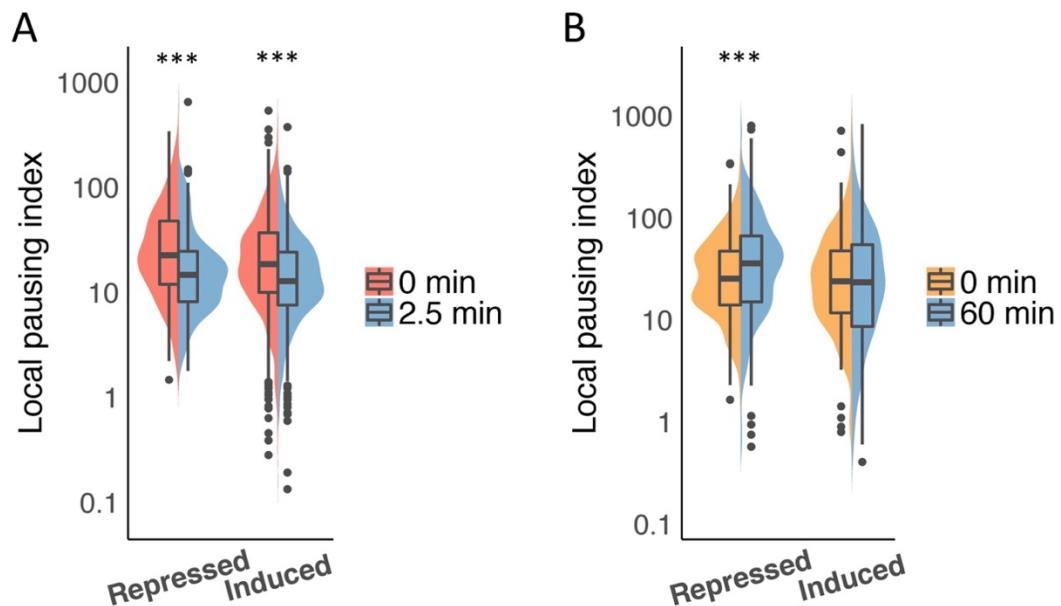 A
Local pausing index
1000
100
10
1
0.1
***
***
Repressed
Induced
0 min
2.5 min
B
Local pausing index
1000
100
10
1
0.1
***
Repressed
Induced
0 min
60 min